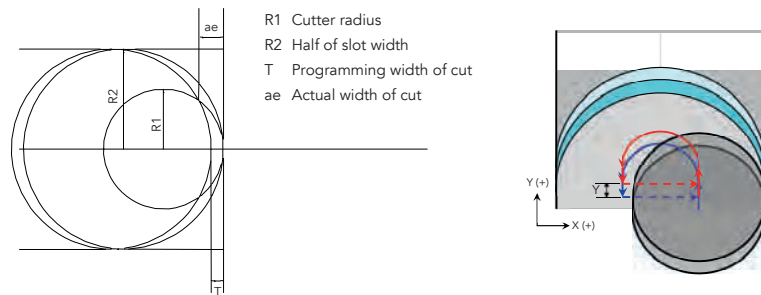 ae
R2
R1
T
R1 Cutter radius
R2 Half of slot width
T Programming width of cut
ae Actual width of cut
Y
Y (+)
X (+)